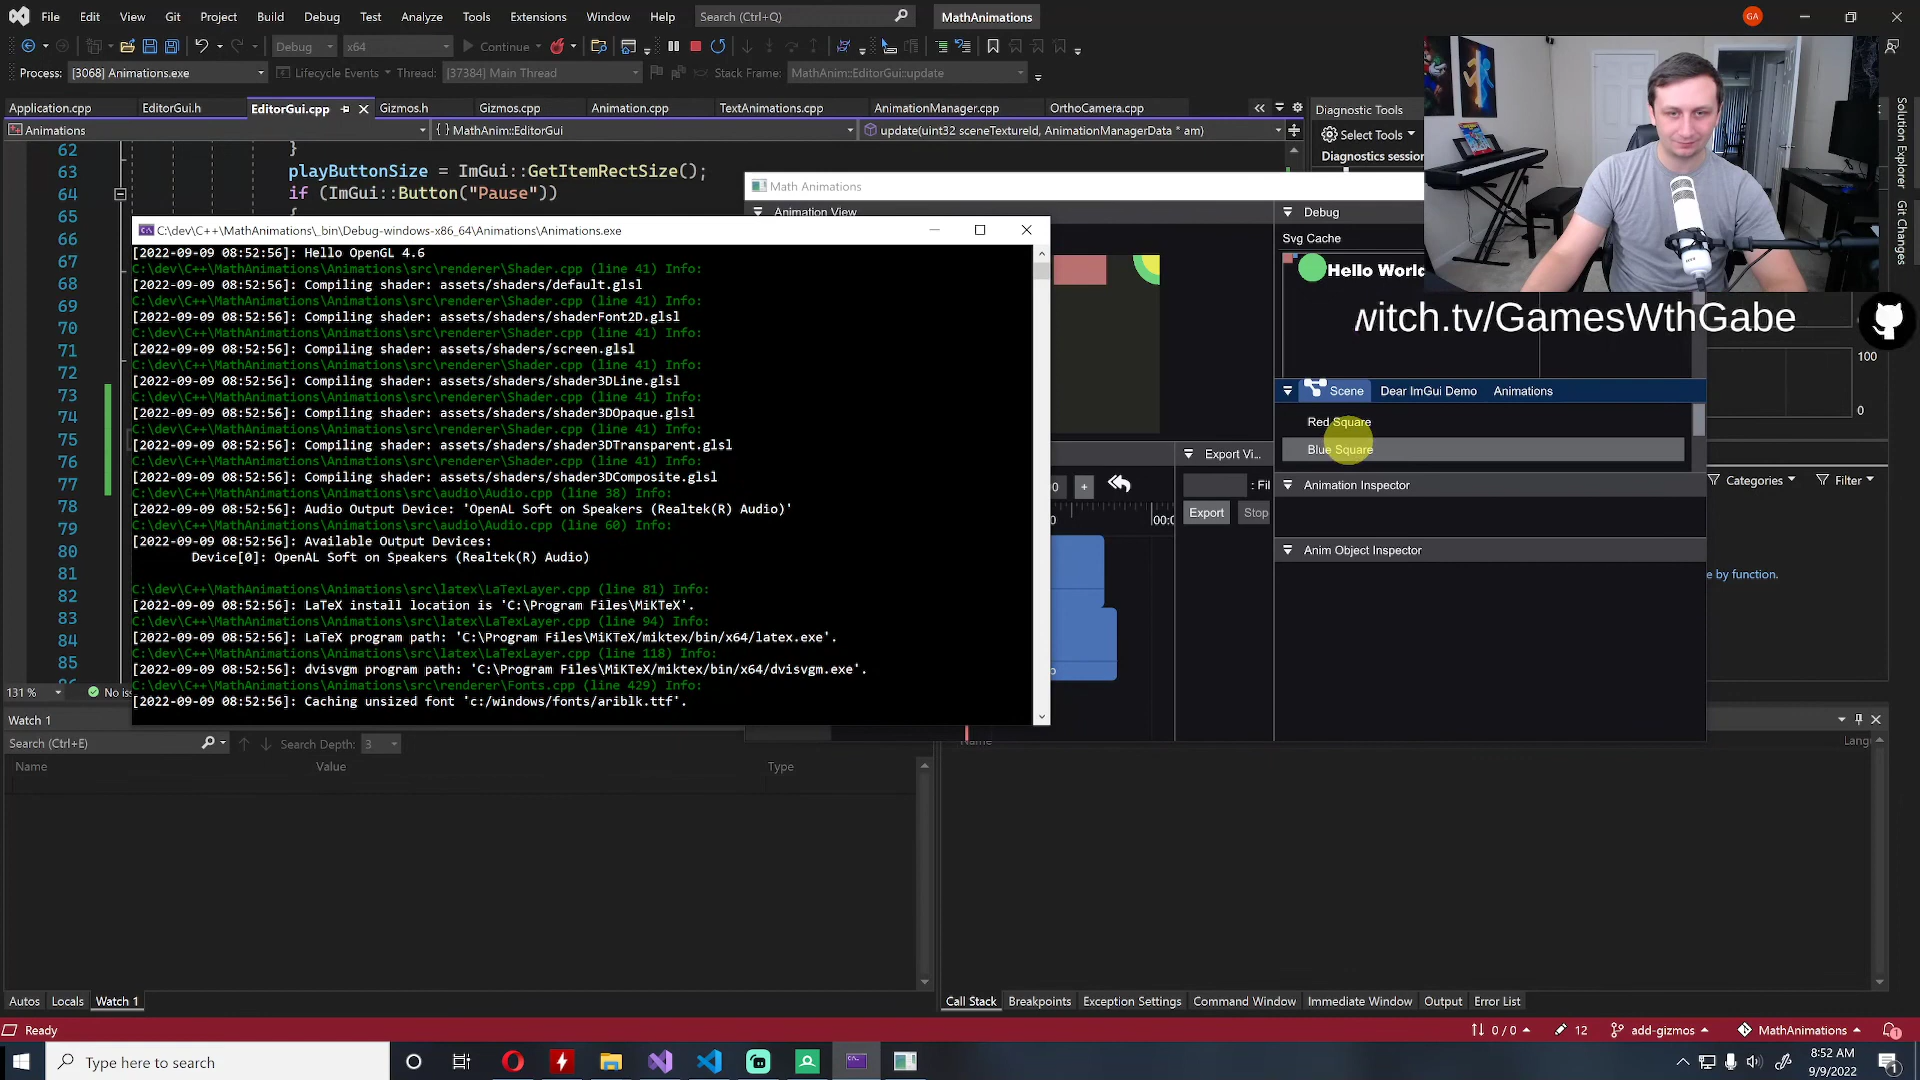 File Edit View Git Project Build Debug Test Analyze Tools Extensions Window Help Search (Ctrl+Q) MathAnimations GA
Debug x64 Continue
Process: [3068] Animations.exe Lifecycle Events Thread: [37384] Main Thread Stack Frame: MathAnim::EditorGui::update
Application.cpp EditorGui.h EditorGui.cpp Gizmos.h Gizmos.cpp Animation.cpp TextAnimations.cpp AnimationManager.cpp OrthoCamera.cpp
Animations MathAnim::EditorGui update(uint32 sceneTextureId, AnimationManagerData * am)
62 }
63 playButtonSize = ImGui::GetItemRectSize();
64 if (ImGui::Button("Pause"))
65 {
66
67
68
69
70
71
72
73
74
75
76
77
78
79
80
81
82
83
84
85
131 %
No is
C:\dev\C++\MathAnimations\_bin\Debug-windows-x86_64\Animations\Animations.exe
[2022-09-09 08:52:56]: Hello OpenGL 4.6
C:\dev\C++\MathAnimations\Animations\src\renderer\Shader.cpp (line 41) Info:
[2022-09-09 08:52:56]: Compiling shader: assets/shaders/default.glsl
C:\dev\C++\MathAnimations\Animations\src\renderer\Shader.cpp (line 41) Info:
[2022-09-09 08:52:56]: Compiling shader: assets/shaders/shaderFont2D.glsl
C:\dev\C++\MathAnimations\Animations\src\renderer\Shader.cpp (line 41) Info:
[2022-09-09 08:52:56]: Compiling shader: assets/shaders/screen.glsl
C:\dev\C++\MathAnimations\Animations\src\renderer\Shader.cpp (line 41) Info:
[2022-09-09 08:52:56]: Compiling shader: assets/shaders/shader3DLine.glsl
C:\dev\C++\MathAnimations\Animations\src\renderer\Shader.cpp (line 41) Info:
[2022-09-09 08:52:56]: Compiling shader: assets/shaders/shader3DOpaque.glsl
C:\dev\C++\MathAnimations\Animations\src\renderer\Shader.cpp (line 41) Info:
[2022-09-09 08:52:56]: Compiling shader: assets/shaders/shader3DTransparent.glsl
C:\dev\C++\MathAnimations\Animations\src\renderer\Shader.cpp (line 41) Info:
[2022-09-09 08:52:56]: Compiling shader: assets/shaders/shader3DComposite.glsl
C:\dev\C++\MathAnimations\Animations\src\audio\Audio.cpp (line 38) Info:
[2022-09-09 08:52:56]: Audio Output Device: 'OpenAL Soft on Speakers (Realtek(R) Audio)'
C:\dev\C++\MathAnimations\Animations\src\audio\Audio.cpp (line 60) Info:
[2022-09-09 08:52:56]: Available Output Devices:
Device[0]: OpenAL Soft on Speakers (Realtek(R) Audio)
C:\dev\C++\MathAnimations\Animations\src\latex\LaTexLayer.cpp (line 81) Info:
[2022-09-09 08:52:56]: LaTeX install location is 'C:\Program Files\MiKTeX'.
C:\dev\C++\MathAnimations\Animations\src\latex\LaTexLayer.cpp (line 94) Info:
[2022-09-09 08:52:56]: LaTeX program path: 'C:\Program Files\MiKTeX/miktex/bin/x64/latex.exe'.
C:\dev\C++\MathAnimations\Animations\src\latex\LaTexLayer.cpp (line 118) Info:
[2022-09-09 08:52:56]: dvisvgm program path: 'C:\Program Files\MiKTeX/miktex/bin/x64/dvisvgm.exe'.
C:\dev\C++\MathAnimations\Animations\src\renderer\Fonts.cpp (line 429) Info:
[2022-09-09 08:52:56]: Caching unsized font 'c:/windows/fonts/ariblk.ttf'.
Math Animations
Animation View
Debug
Svg Cache
Hello World
Scene Dear ImGui Demo Animations
Red Square
Blue Square
Animation Inspector
Anim Object Inspector
Export Vi...
: Fil
Export Stop
0 +
0 00:0
Diagnostic Tools
Select Tools
Diagnostics session
witch.tv/GamesWthGabe
100
0
Categories Filter
e by function.
Solution Explorer
Git Changes
Watch 1
Search (Ctrl+E) Search Depth: 3
Name Value Type
Name Lang
Autos Locals Watch 1
Call Stack Breakpoints Exception Settings Command Window Immediate Window Output Error List
Ready 0 / 0 12 add-gizmos MathAnimations 1
Type here to search
8:52 AM
9/9/2022
1